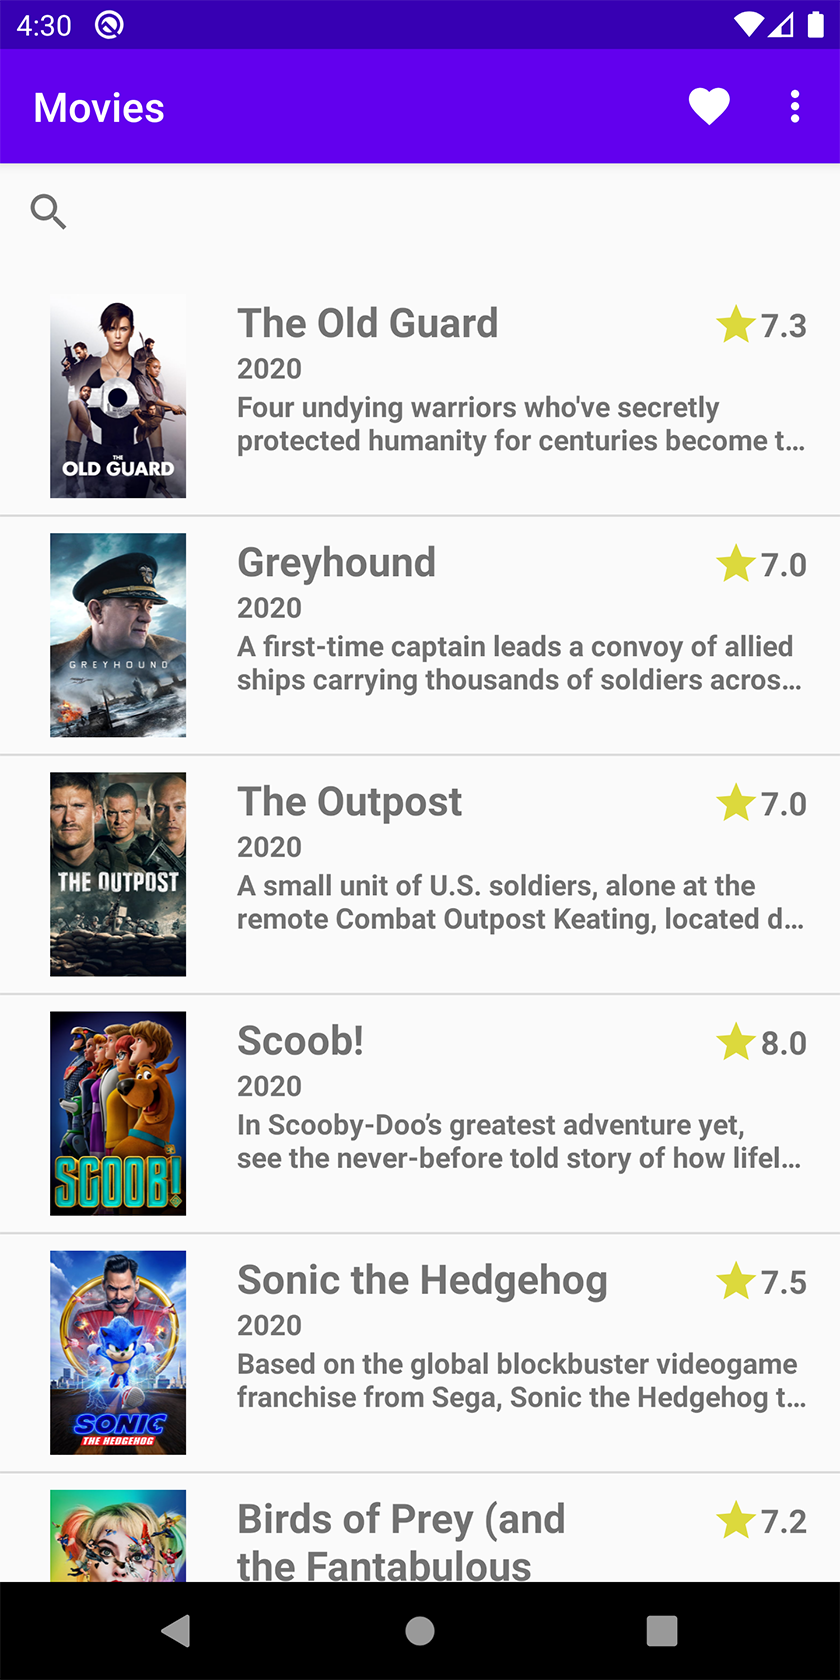 4:30
Movies
The Old Guard
7.3
2020
Four undying warriors who've secretly
protected humanity for centuries become t...
THE
OLD GUARD
Greyhound
7.0
2020
A first-time captain leads a convoy of allied
ships carrying thousands of soldiers acros...
GREYHOUND
The Outpost
7.0
2020
A small unit of U.S. soldiers, alone at the
remote Combat Outpost Keating, located d...
THE OUTPOST
Scoob!
8.0
2020
In Scooby-Doo’s greatest adventure yet,
see the never-before told story of how lifel...
SCOOB!
Sonic the Hedgehog
7.5
2020
Based on the global blockbuster videogame
franchise from Sega, Sonic the Hedgehog t...
SONIC
THE HEDGEHOG
Birds of Prey (and
7.2
the Fantabulous